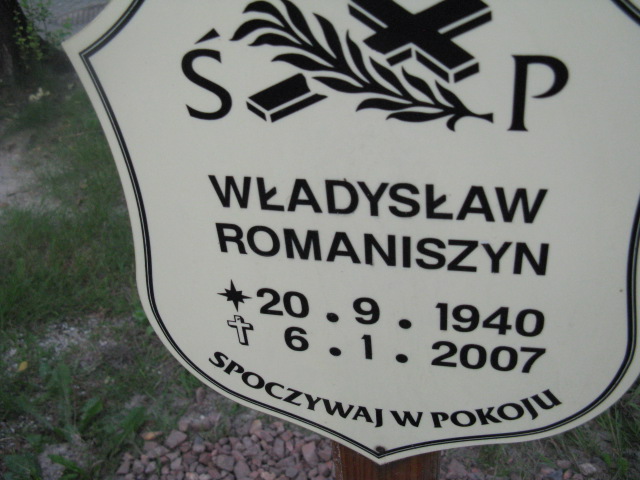 Ś P
WŁADYSŁAW
ROMANISZYN
20.9.1940
6.1.2007
SPOCZYWAJ W POKOJU